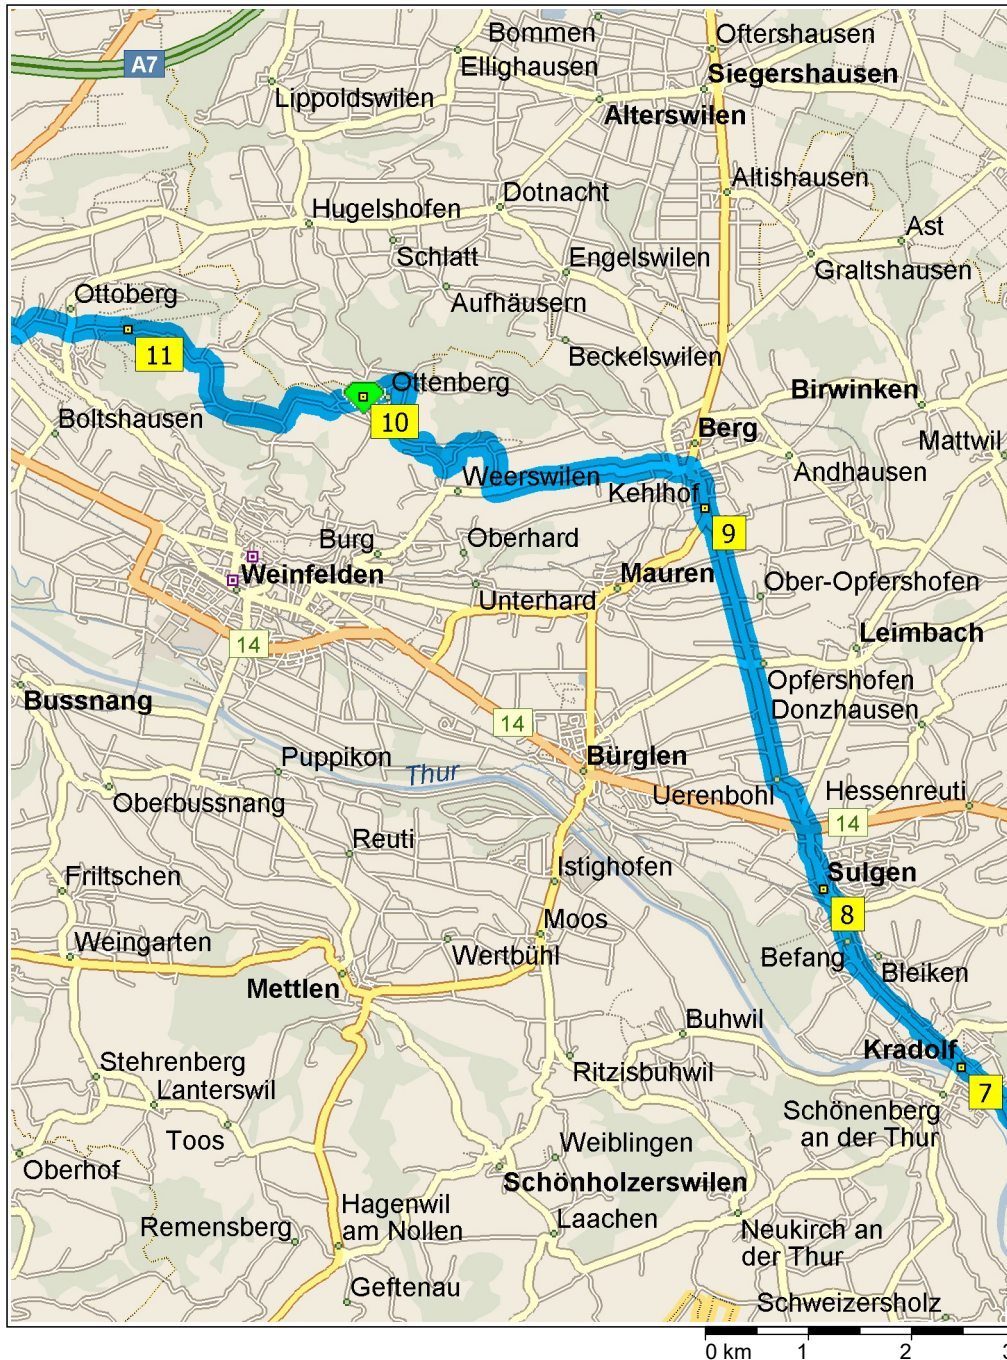 Bommen
Oftershausen
A7
Ellighausen
Siegershausen
Lippoldswilen
Alterswilen
Altishausen
Dotnacht
Hugelshofen
Ast
Schlatt
Engelswilen
Graltshausen
Ottoberg
Aufhäusern
11
Beckelswilen
Ottenberg
Birwinken
Boltshausen
10
Berg
Mattwil
Weerswilen
Andhausen
Kehlhof
9
Burg
Oberhard
Weinfelden
Mauren
Ober-Opfershofen
Unterhard
14
Leimbach
Bussnang
Opfershofen
Donzhausen
14
Puppikon
Thur
Bürglen
Oberbussnang
Uerenbohl
Hessenreuti
14
Reuti
Istighofen
Sulgen
Friltschen
8
Moos
Weingarten
Wertbühl
Befang
Bleiken
Mettlen
Buhwil
Kradolf
Stehrenberg
Ritzisbuhwil
7
Lanterswil
Schönenberg
an der Thur
Toos
Weiblingen
Oberhof
Schönholzerswilen
Hagenwil
am Nollen
Remensberg
Laachen
Neukirch an
der Thur
Geftenau
Schweizersholz
0 km 1 2 3